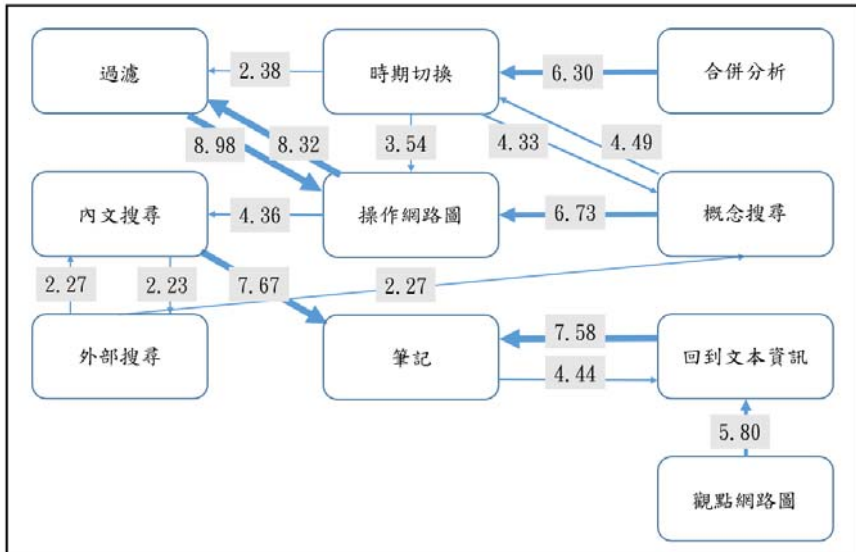 過濾
2.38
時期切換
6.30
合併分析
8.98
8.32
3.54
4.33
4.49
內文搜尋
4.36
操作網路圖
6.73
概念搜尋
2.27
2.23
7.67
2.27
外部搜尋
筆記
7.58
4.44
回到文本資訊
5.80
觀點網路圖